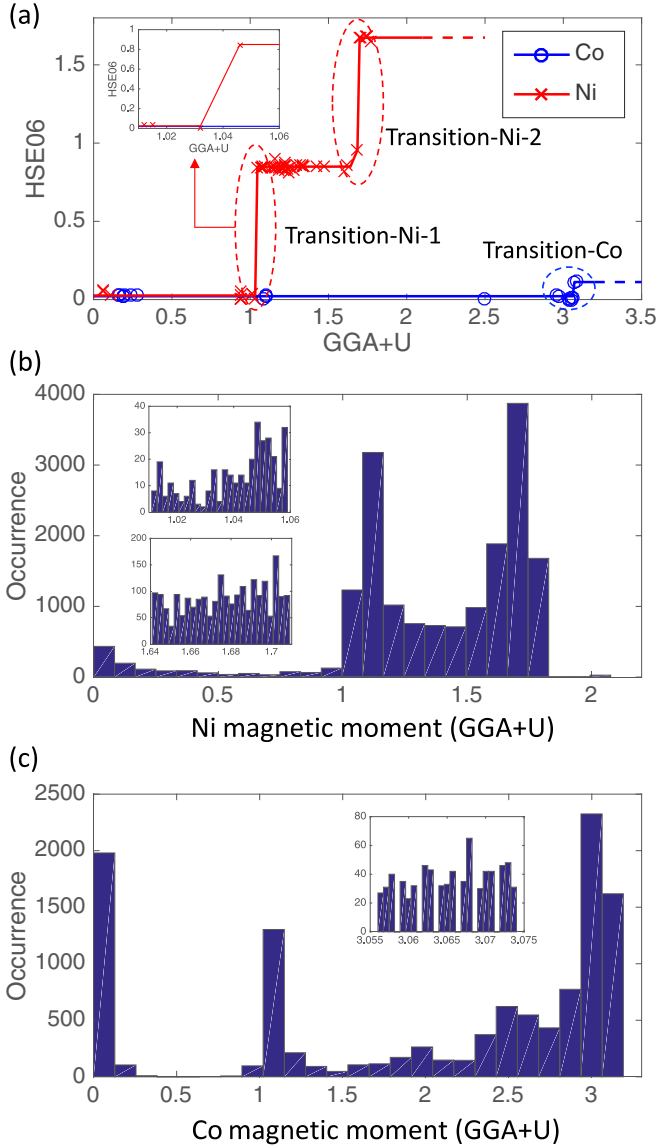 (a)
1.5
1
0.5
0
HSE06
1
0.8
0.6
0.4
0.2
0
HSE06
1.02
1.04
1.06
GGA+U
Co
Ni
Transition-Ni-2
Transition-Ni-1
Transition-Co
0 0.5 1 1.5 2 2.5 3 3.5
GGA+U
(b)
4000
3000
2000
1000
0
Occurrence
40
30
20
10
0
1.02 1.04 1.06
200
150
100
50
0
1.64 1.66 1.68 1.7
0 0.5 1 1.5 2
Ni magnetic moment (GGA+U)
(c)
2500
2000
1500
1000
500
0
Occurrence
80
60
40
20
0
3.055 3.06 3.065 3.07 3.075
0 0.5 1 1.5 2 2.5 3
Co magnetic moment (GGA+U)